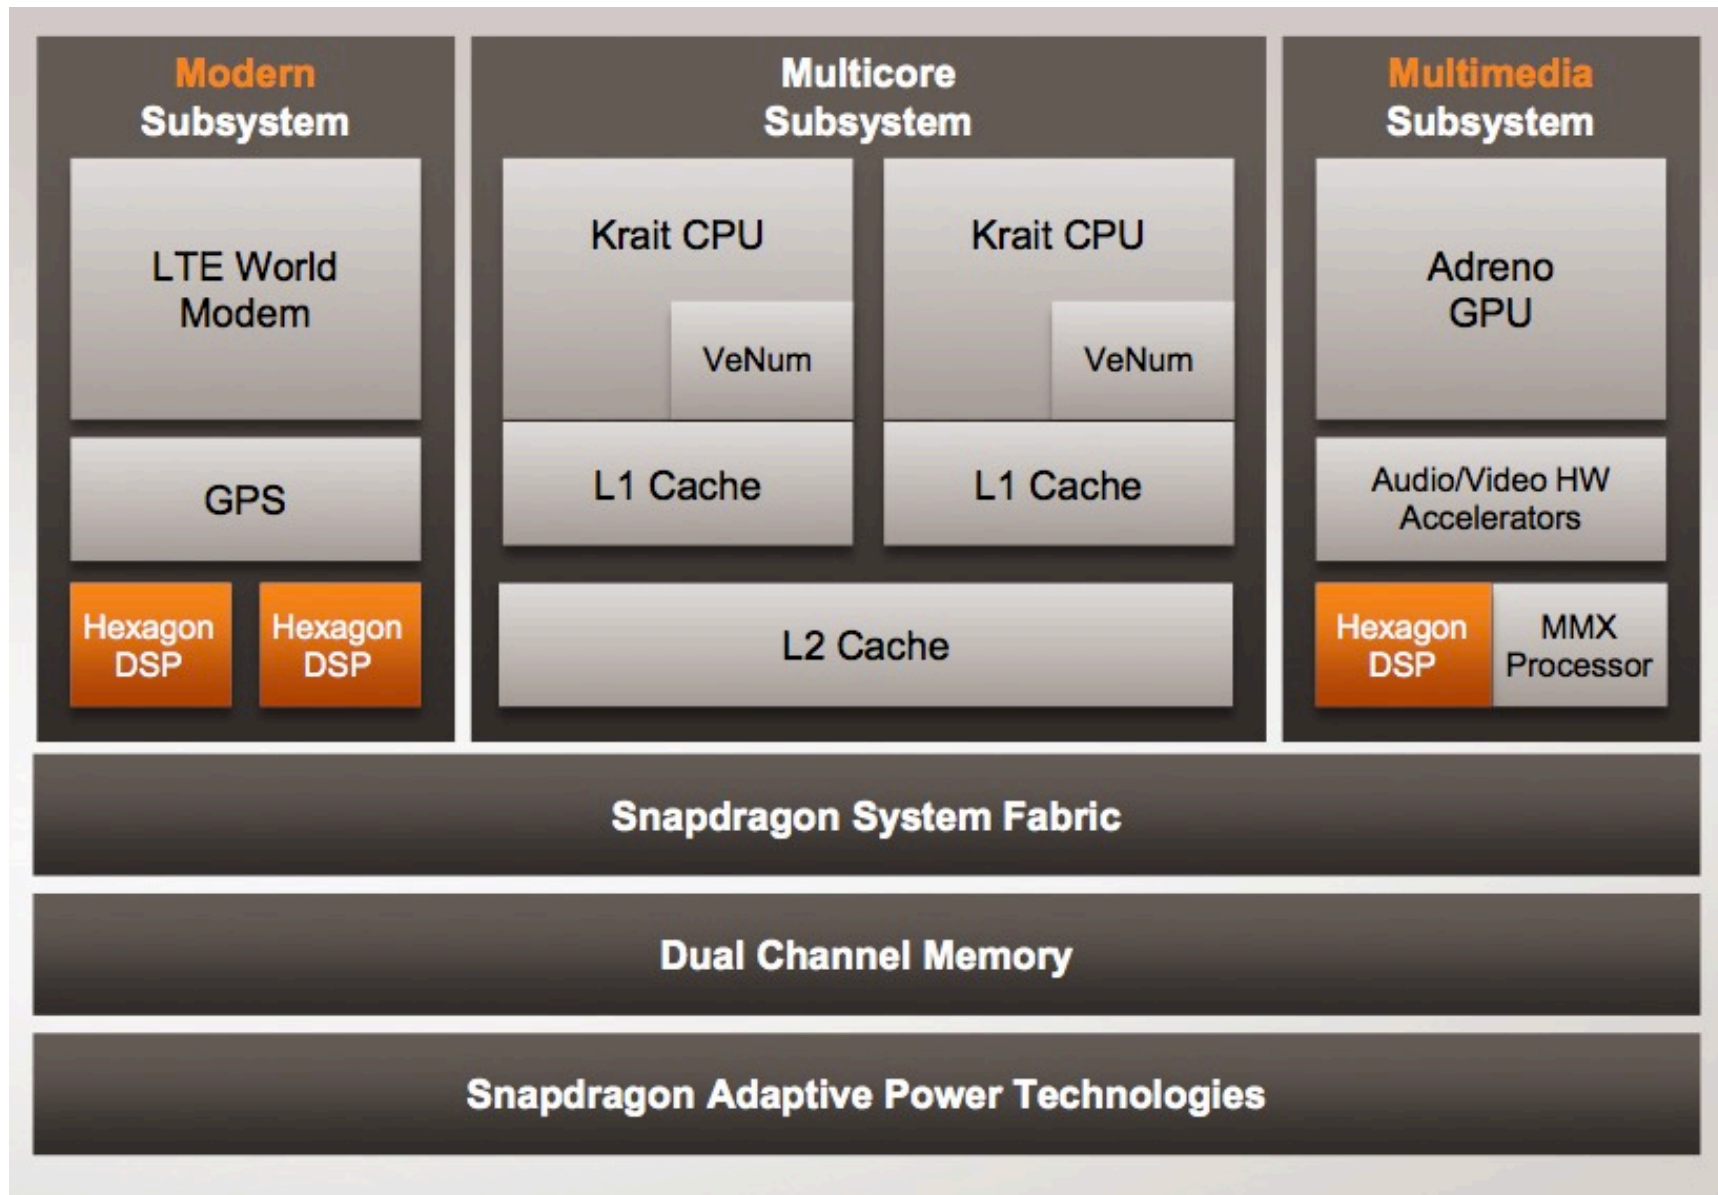 Modern
Subsystem
LTE World
Modem
GPS
Hexagon
DSP
Hexagon
DSP
Multicore
Subsystem
Krait CPU
VeNum
L1 Cache
Krait CPU
VeNum
L1 Cache
L2 Cache
Multimedia
Subsystem
Adreno
GPU
Audio/Video HW
Accelerators
Hexagon
DSP
MMX
Processor
Snapdragon System Fabric
Dual Channel Memory
Snapdragon Adaptive Power Technologies